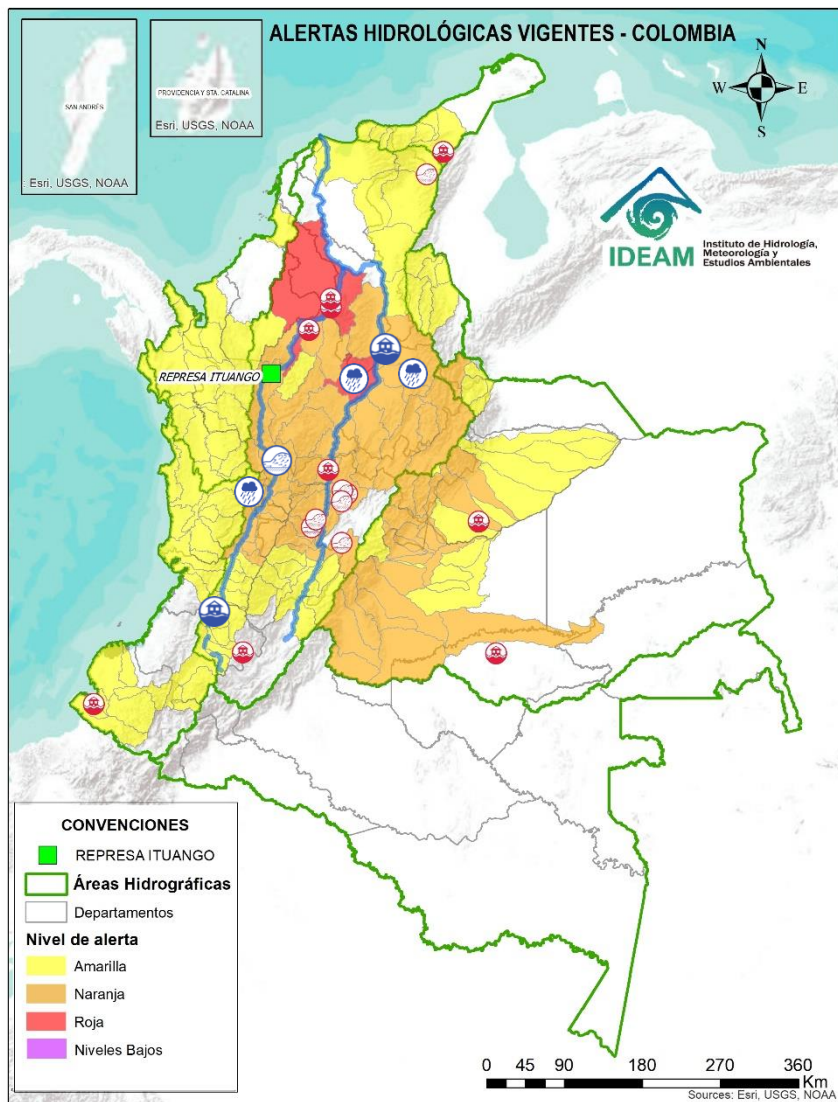 ALERTAS HIDROLÓGICAS VIGENTES - COLOMBIA
SAN ANDRÉS
Esri, USGS, NOAA
PROVIDENCIA Y STA. CATALINA
Esri, USGS, NOAA
N
W E
S
IDEAM
Instituto de Hidrología,
Meteorología y
Estudios Ambientales
REPRESA ITUANGO
CONVENCIONES
REPRESA ITUANGO
Áreas Hidrográficas
Departamentos
Nivel de alerta
Amarilla
Naranja
Roja
Niveles Bajos
0 45 90 180 270 360
Km
Sources: Esri, USGS, NOAA